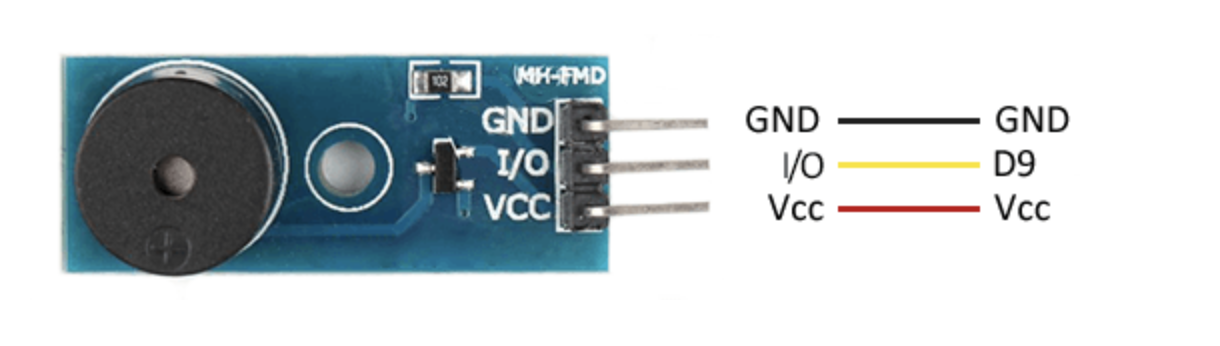 102
MH-FMD
GND
I/O
VCC
GND GND
I/O D9
Vcc Vcc